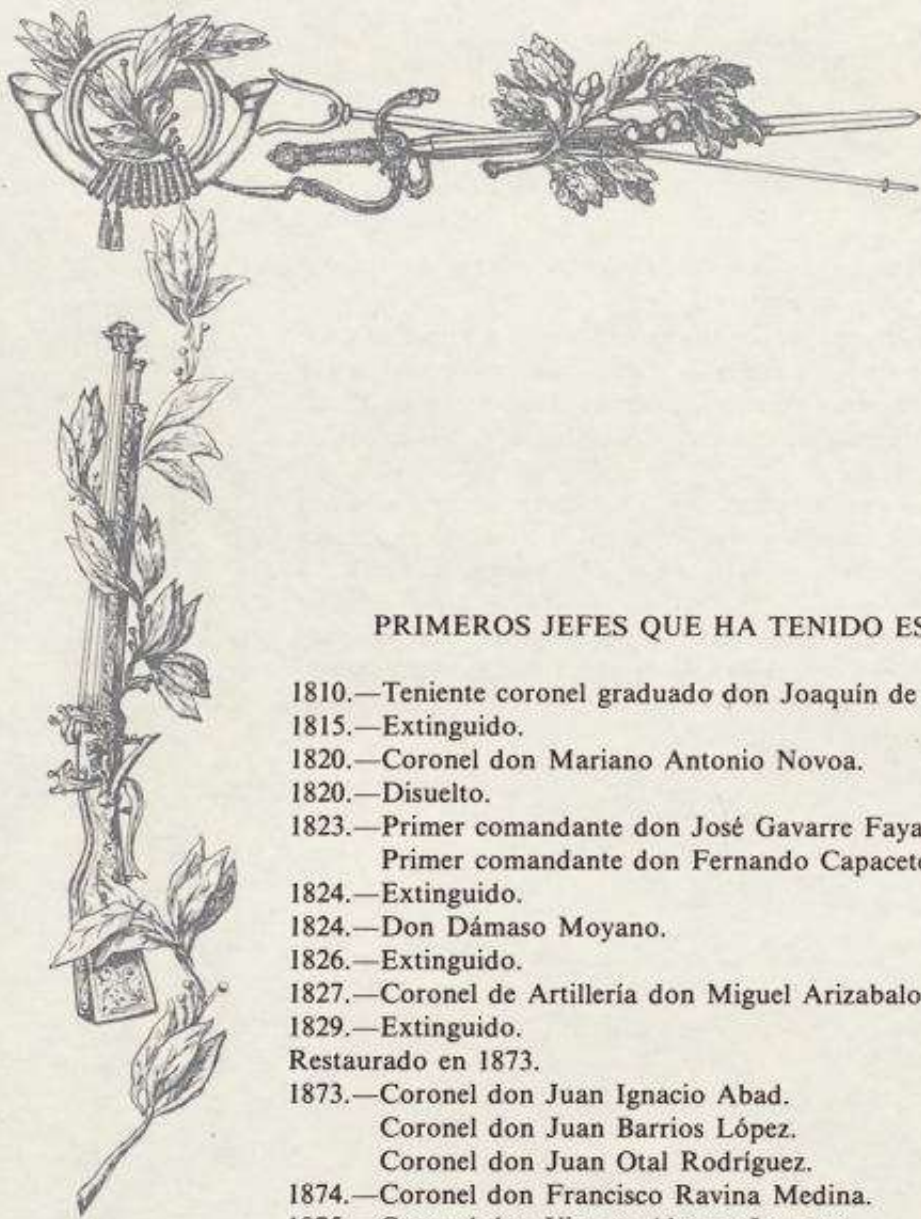 PRIMEROS JEFES QUE HA TENIDO
1810.—Teniente coronel graduado don Joaquín de
1815.—Extinguido.
1820.—Coronel don Mariano Antonio Novoa.
1820.—Disuelto.
1823.—Primer comandante don José Gavarre
Primer comandante don Fernando
1824.—Extinguido.
1824.—Don Dámaso Moyano.
1826.—Extinguido.
1827.—Coronel de Artillería don Miguel Arizabalo
1829.—Extinguido.
Restaurado en 1873.
1873.—Coronel don Juan Ignacio Abad.
Coronel don Juan Barrios López.
Coronel don Juan Otal Rodríguez.
1874.—Coronel don Francisco Ravina Medina.